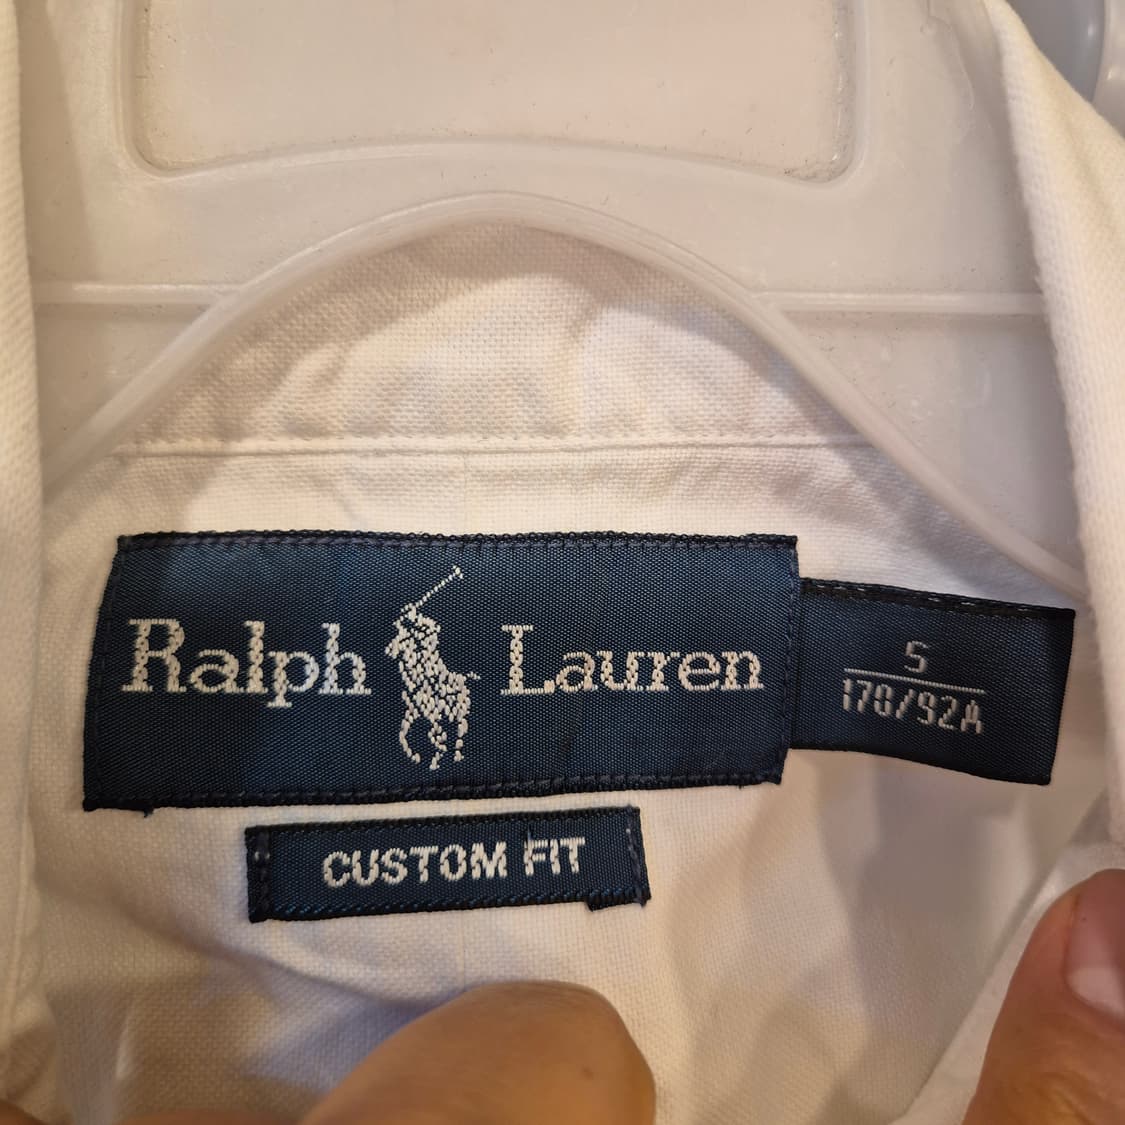 Ralph Lauren
S
170/92A
CUSTOM FIT